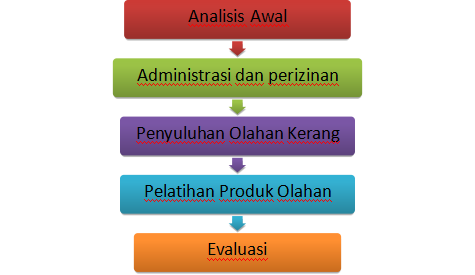 Analisis Awal
Administrasi dan perizinan
Penyuluhan Olahan Kerang
Pelatihan Produk Olahan
Evaluasi